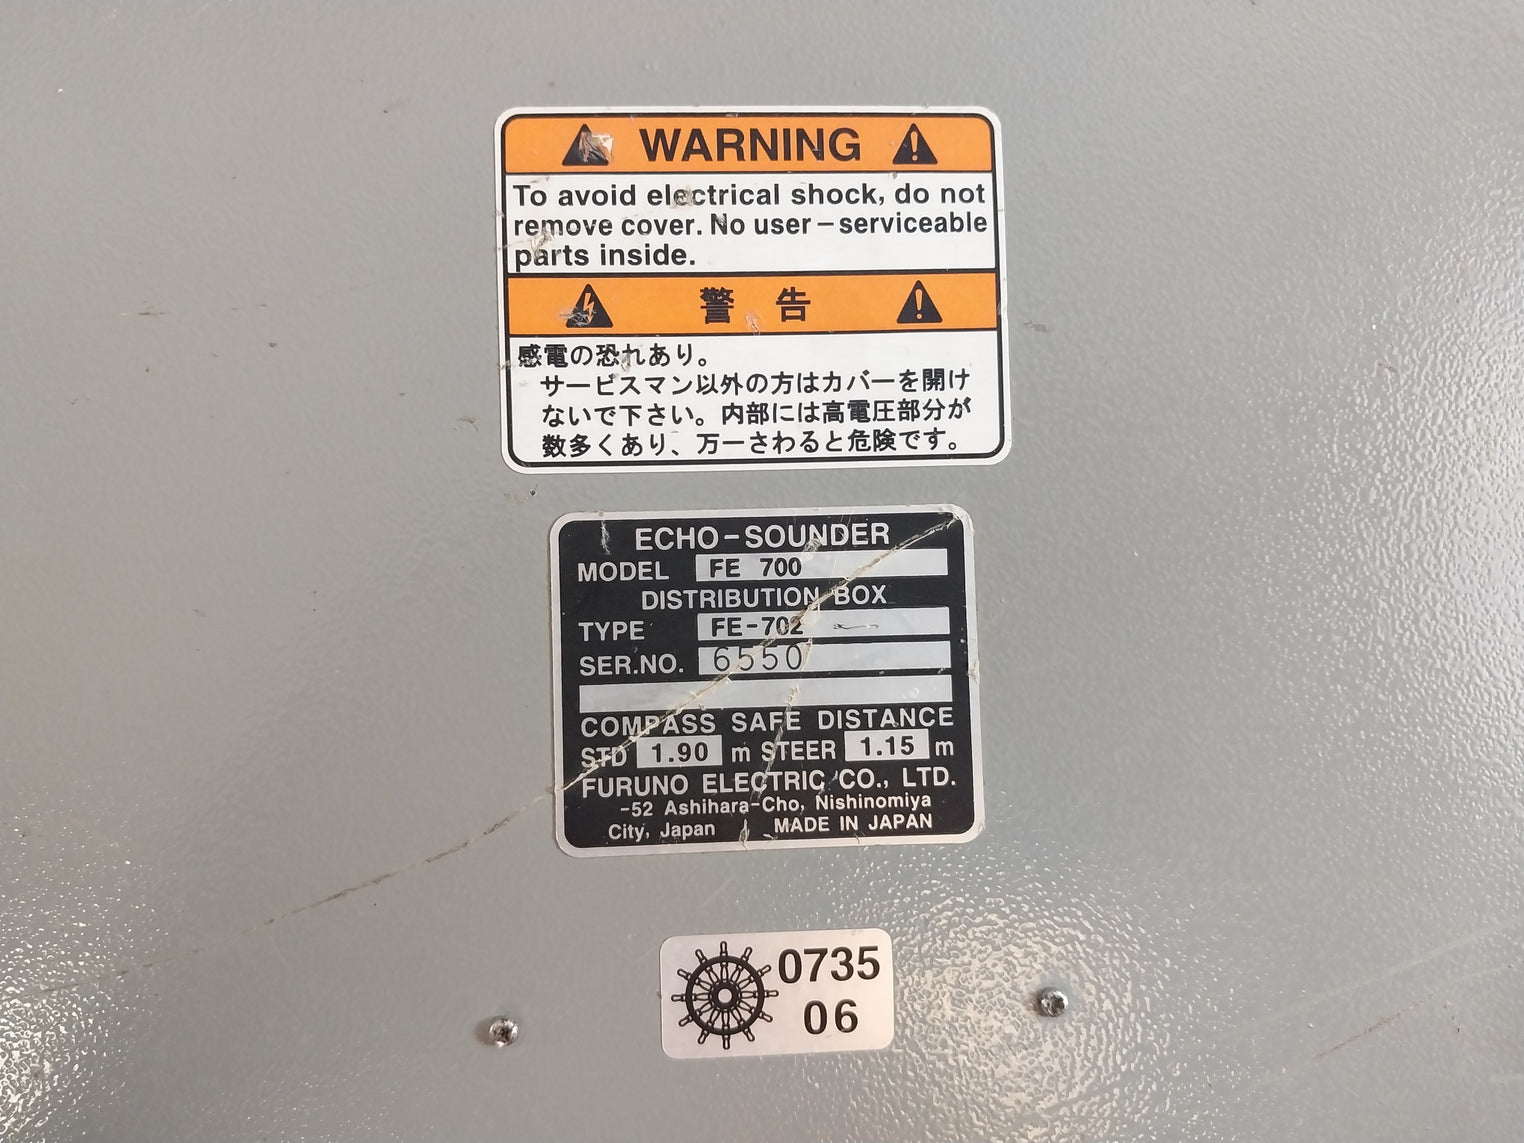 WARNING
To avoid electrical shock, do not
remove cover. No user-serviceable
parts inside.
警告
感電の恐れあり。
サービスマン以外の方はカバーを開け
ないで下さい。内部には高電圧部分が
数多くあり、万一さわると危険です。
ECHO-SOUNDER
MODEL FE 700
DISTRIBUTION BOX
TYPE FE-702
SER.NO. 6550
COMPASS SAFE DISTANCE
STD 1.90 m STEER 1.15 m
FURUNO ELECTRIC CO., LTD.
-52 Ashihara-Cho, Nishinomiya
City, Japan MADE IN JAPAN
0735
06